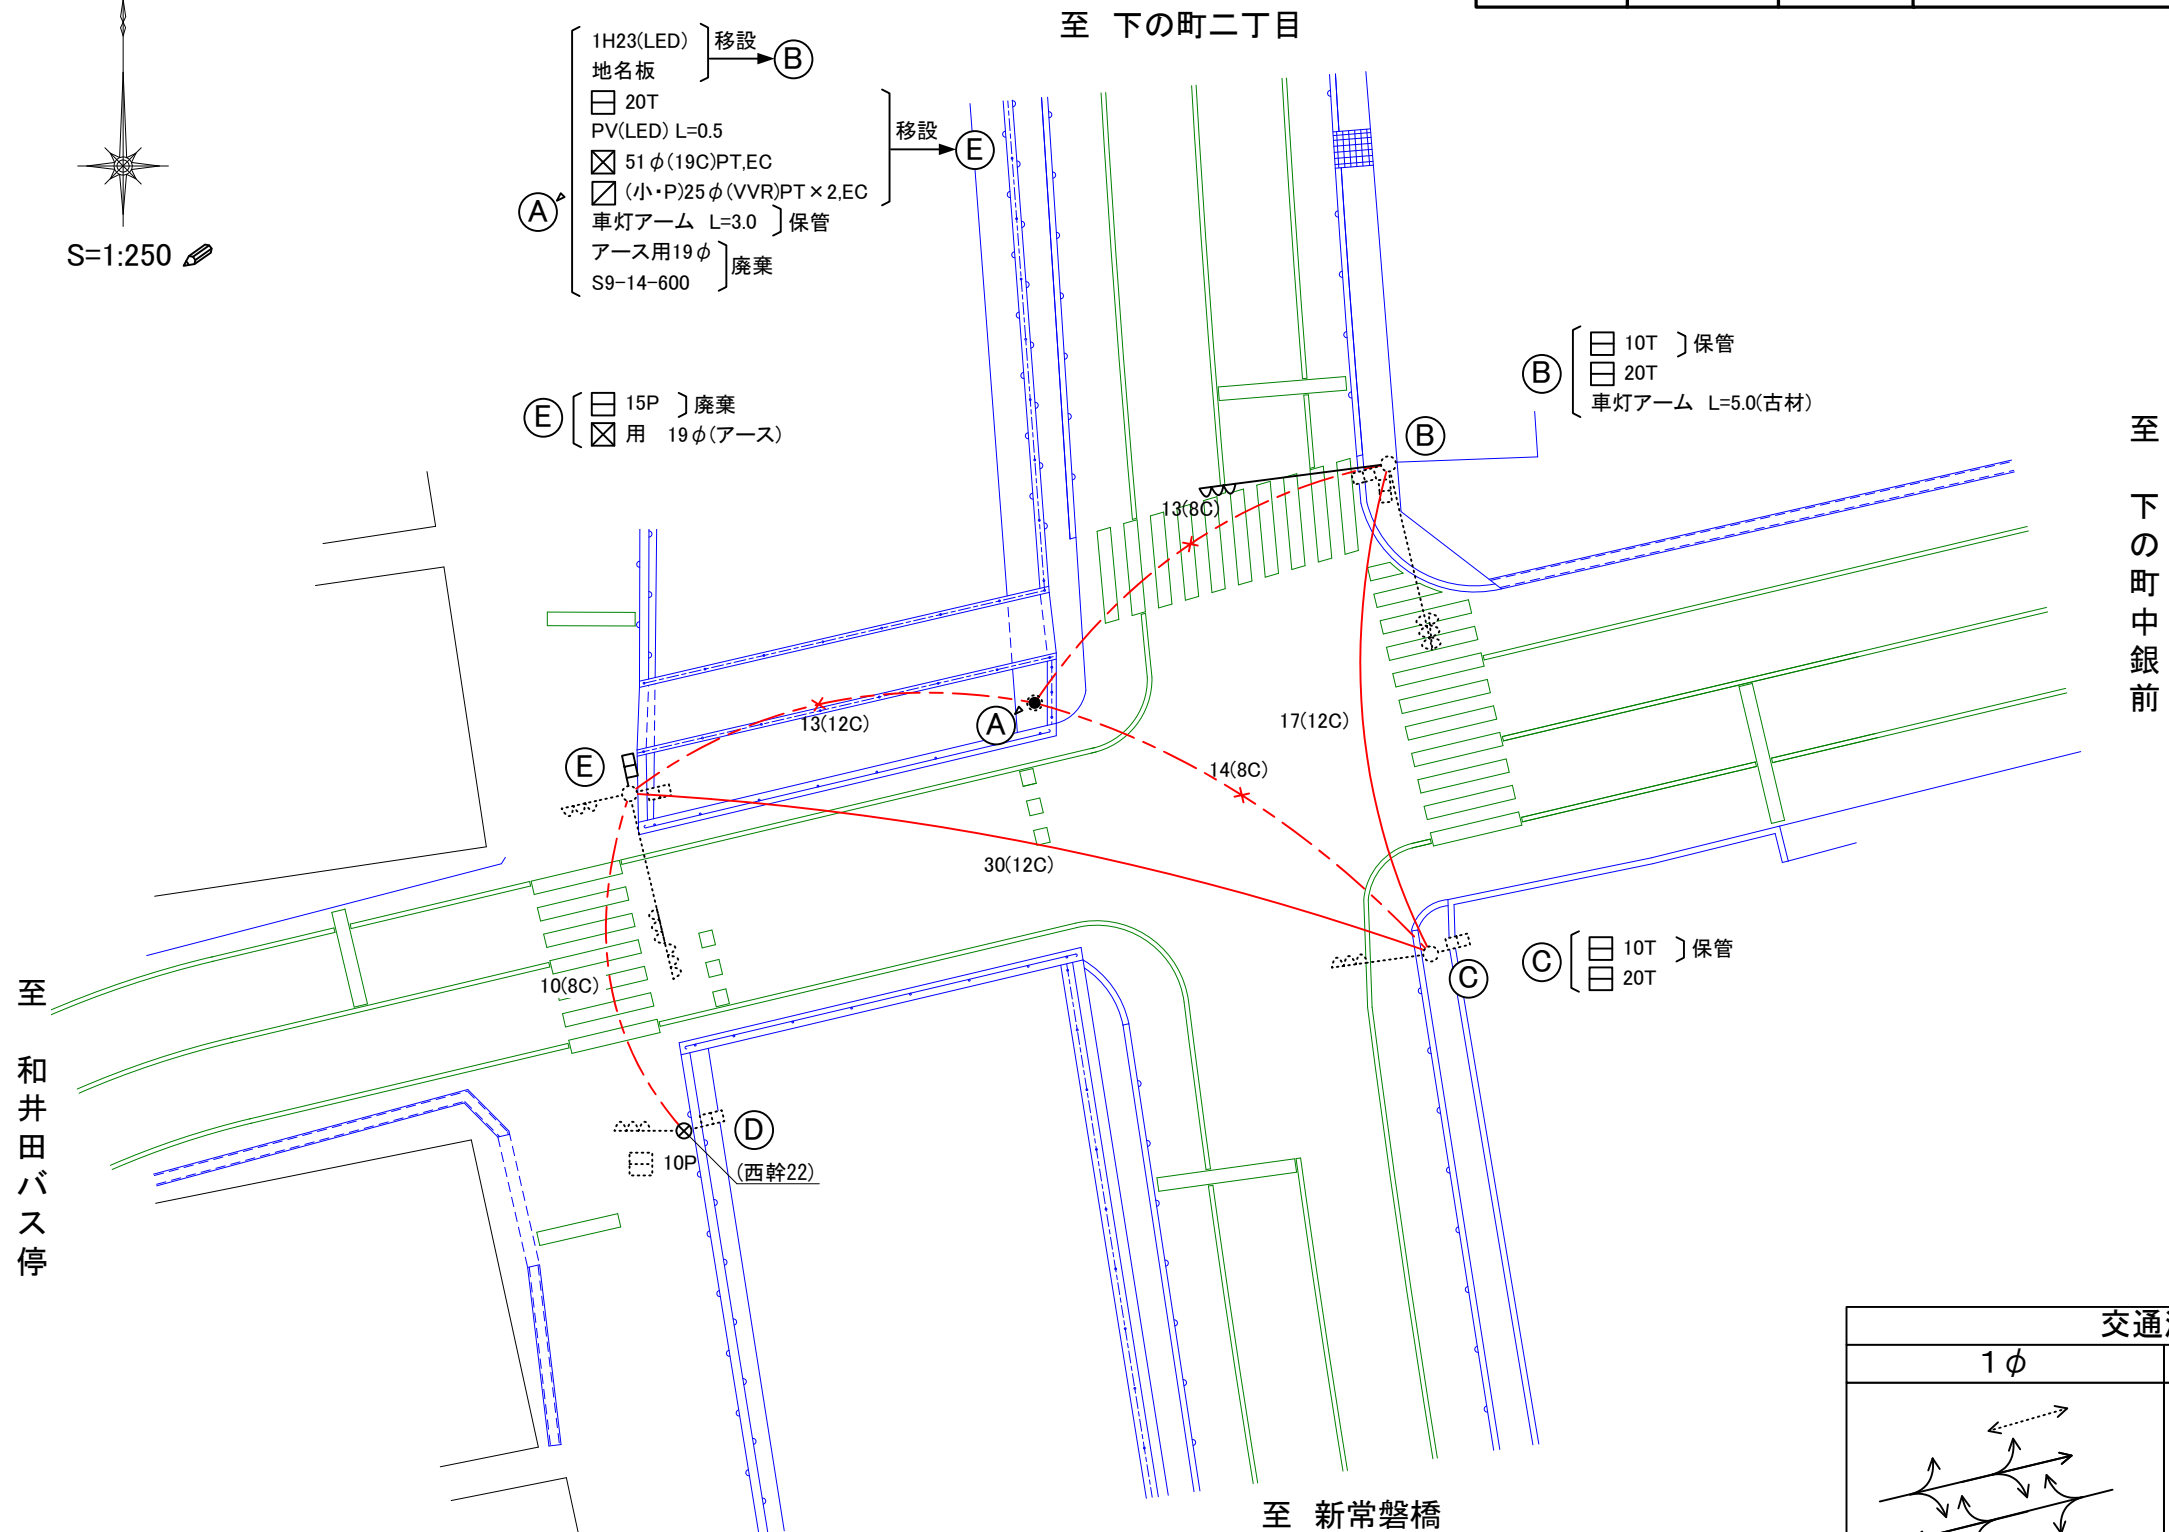 至 下の町二丁目
S=1:250
A
1H23(LED)
地名板
移設
B
20T
PV(LED) L=0.5
51φ(19C)PT,EC
(小・P)25φ(VVR)PT×2,EC
移設
E
車灯アーム L=3.0
保管
アース用19φ
S9-14-600
廃棄
E
15P
廃棄
用 19φ(アース)
B
10T
保管
20T
車灯アーム L=5.0(古材)
B
至 下の町中銀前
13(8C)
A
13(12C)
17(12C)
14(8C)
E
30(12C)
10(8C)
C
C
10T
保管
20T
D
10P
(西幹22)
至 和井田バス停
至 新常磐橋
交通
1φ